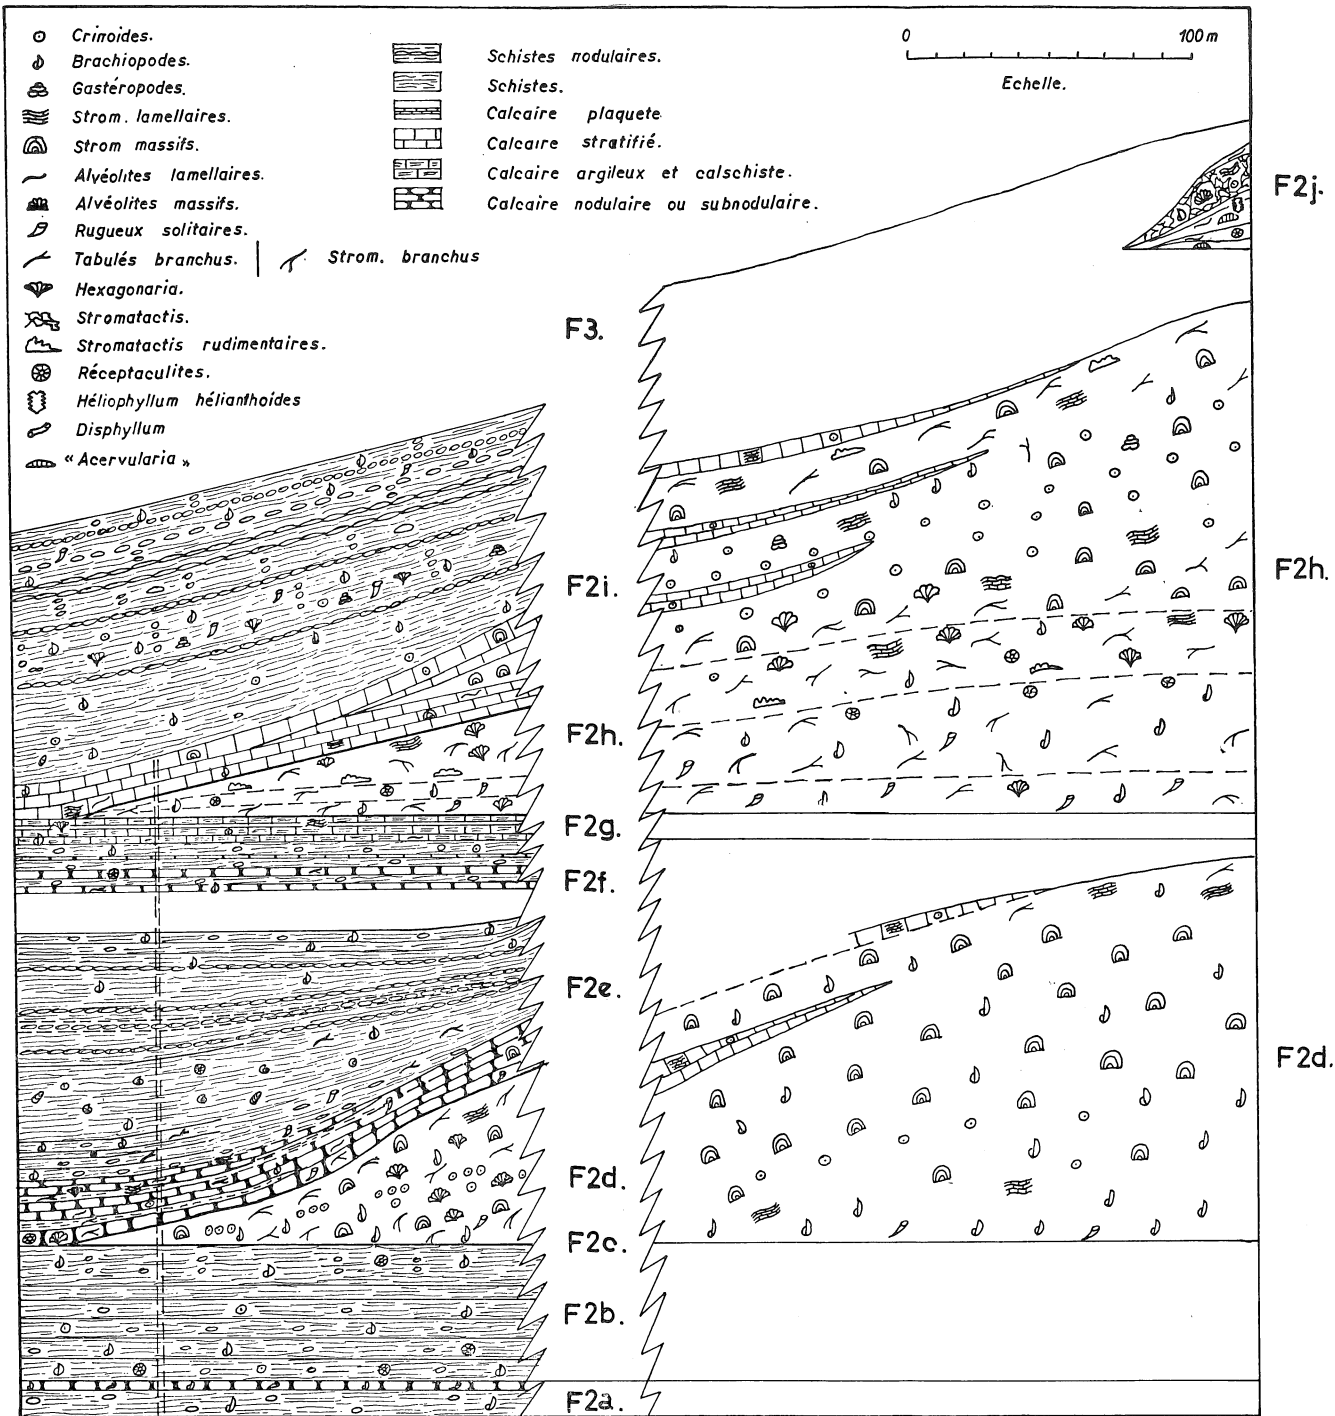 Crinoides.
Brachiopodes.
Gastéropodes.
Strom. lamellaires.
Strom massifs.
Alvéolites lamellaires.
Alvéolites massifs.
Rugueux solitaires.
Tabulés branchus. Strom. branchus
Hexagonaria.
Stromatactis.
Stromatactis rudimentaires.
Réceptaculites.
Héliophyllum hélianthoides
Disphyllum
"Acervularia"
Schistes nodulaires.
Schistes.
Calcaire plaquete
Calcaire stratifié.
Calcaire argileux et calschiste.
Calcaire nodulaire ou subnodulaire.
0 100 m
Echelle.
F3.
F2i.
F2h.
F2g.
F2f.
F2e.
F2d.
F2c.
F2b.
F2a.
F2j.
F2h.
F2d.